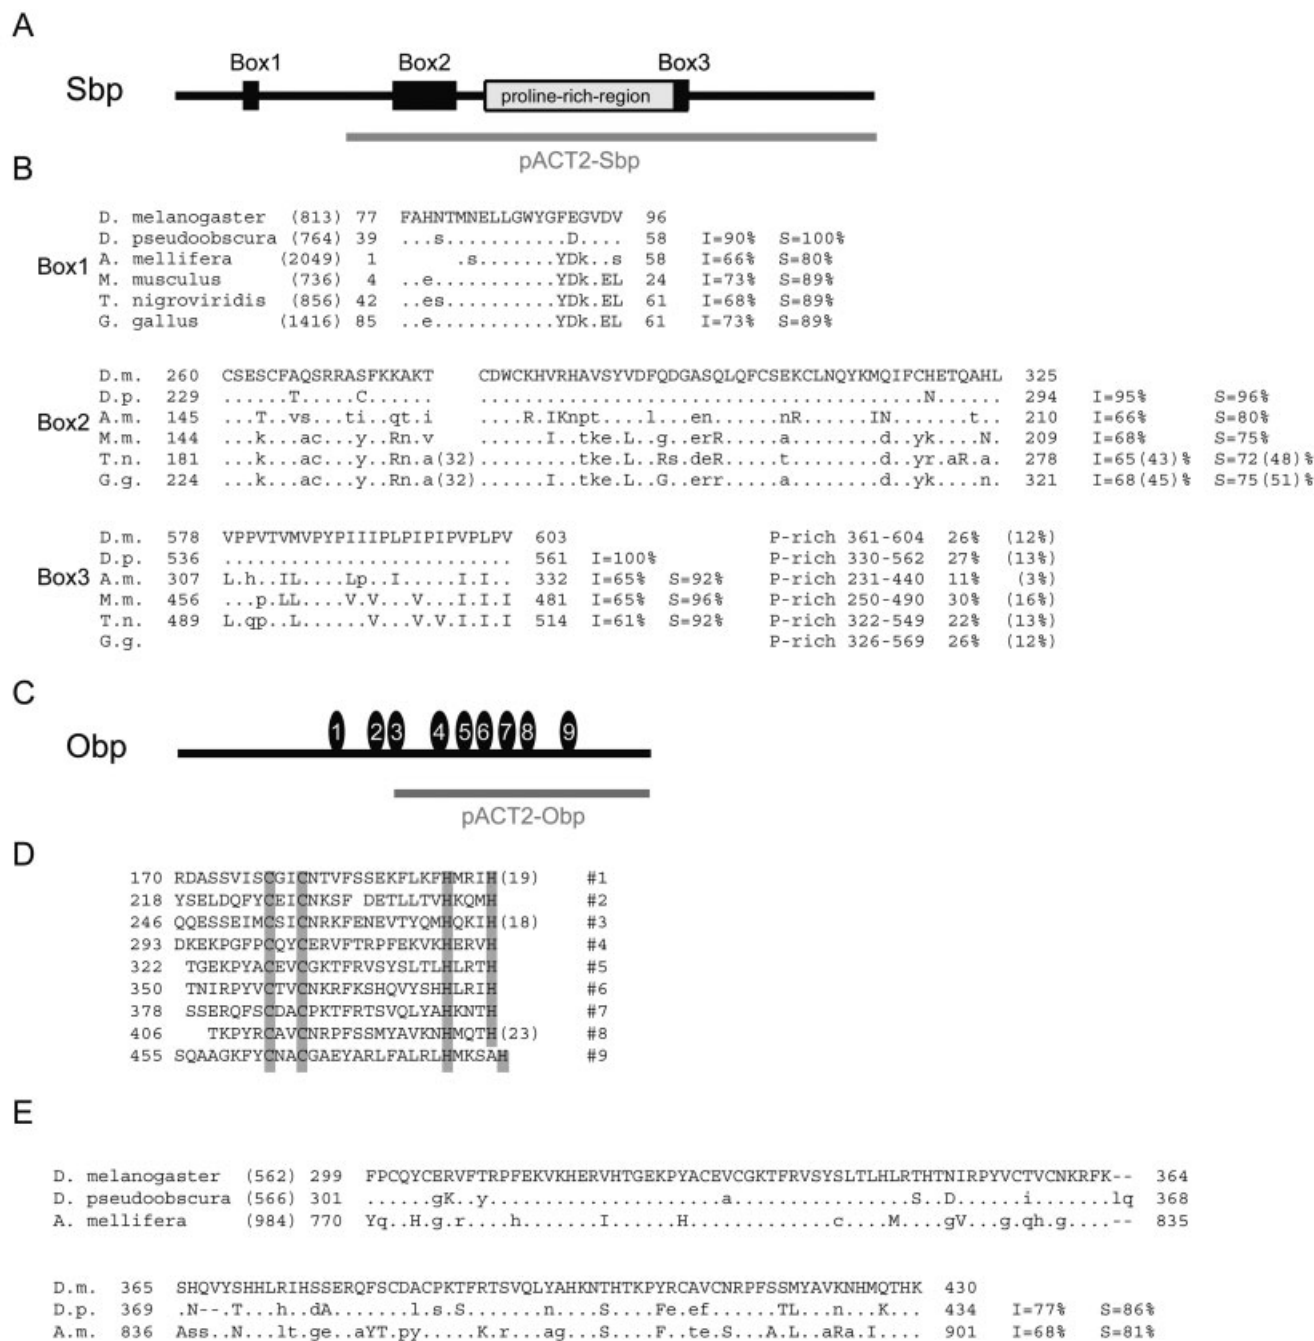 A
Box1 Box2 Box3
Sbp proline-rich-region
pACT2-Sbp
B
Box1
D. melanogaster (813) 77 FAHNTMNELLGWYGFEGVDV 96
D. pseudoobscura (764) 39 ...s...........D.... 58 I=90% S=100%
A. mellifera (2049) 1 .s.......YDk..s 58 I=66% S=80%
M. musculus (736) 4 ..e...........YDk.EL 24 I=73% S=89%
T. nigroviridis (856) 42 ..es..........YDk.EL 61 I=68% S=89%
G. gallus (1416) 85 ..e...........YDk.EL 61 I=73% S=89%
Box2
D.m. 260 CSESCFAQSRRASFKKAKT CDWCKHVRHAVSYVDFQDGASQLQFCSEKCLNQYKMQIFCHETQAHL 325
D.p. 229 ......T.....C...... ........................................N...... 294 I=95% S=96%
A.m. 145 ...T..vs...ti..qt.i ....R.IKnpt....l...en.....nR.......IN.......t.. 210 I=66% S=80%
M.m. 144 ...k...ac...y..Rn.v ......I..tke.L..g..erR.....a........d..yk....N. 209 I=68% S=75%
T.n. 181 ...k...ac...y..Rn.a(32) .........tke.L..Rs.deR.....t........d..yr.aR.a. 278 I=65(43)% S=72(48)%
G.g. 224 ...k...ac...y..Rn.a(32) ......I..tke.L..G..err.....a........d..yk....n. 321 I=68(45)% S=75(51)%
Box3
D.m. 578 VPPVTVMVPYPIIIPLPIPIPVPLPV 603 P-rich 361-604 26% (12%)
D.p. 536 .......................... 561 I=100% P-rich 330-562 27% (13%)
A.m. 307 L.h..IL....Lp..I.....I.I.. 332 I=65% S=92% P-rich 231-440 11% (3%)
M.m. 456 ...p.LL....V.V...V...I.I.I 481 I=65% S=96% P-rich 250-490 30% (16%)
T.n. 489 L.qp..L......V...V.V.I.I.I 514 I=61% S=92% P-rich 322-549 22% (13%)
G.g. P-rich 326-569 26% (12%)
C
1 2 3 4 5 6 7 8 9
Obp
pACT2-Obp
D
170 RDASSVISCGICNTVFSSEKFLKFHMRIH(19) #1
218 YSELDQFYCEICNKSF DETLLTVHKQMH #2
246 QQESSEIMCSICNRKFENEVTYQMHQKIH(18) #3
293 DKEKPGFPCQYCERVFTRPFEKVKHERVH #4
322 TGEKPYACEVCGKTFRVSYSLTLHLRTH #5
350 TNIRPYVCTVCNKRFKSHQVYSHHLRIH #6
378 SSERQFSCDACPKTFRTSVQLYAHKNTH #7
406 TKPYRCAVCNRPFSSMYAVKNHMQTH(23) #8
455 SQAAGKFYCNACGAEYARLFALRLHMKSAH #9
E
D. melanogaster (562) 299 FPCQYCERVFTRPFEKVKHERVHTGEKPYACEVCGKTFRVSYSLTLHLRTHTNIRPYVCTVCNKRFK-- 364
D. pseudoobscura (566) 301 ......gK..y......................a.................S..D......i.......lq 368
A. mellifera (984) 770 Yq..H.g.r....h.......I......H.............c....M....gV...g.qh.g....-- 835
D.m. 365 SHQVYSHHLRIHSSERQFSCDACPKTFRTSVQLYAHKNTHTKPYRCAVCNRPFSSMYAVKNHMQTHK 430
D.p. 369 .N--.T...h..dA.......l.s.S........n....S....Fe.ef......TL...n...K... 434 I=77% S=86%
A.m. 836 Ass..N...lt.ge..aYT.py.....K.r...ag....S....F..te.S...A.L..aRa.I.... 901 I=68% S=81%